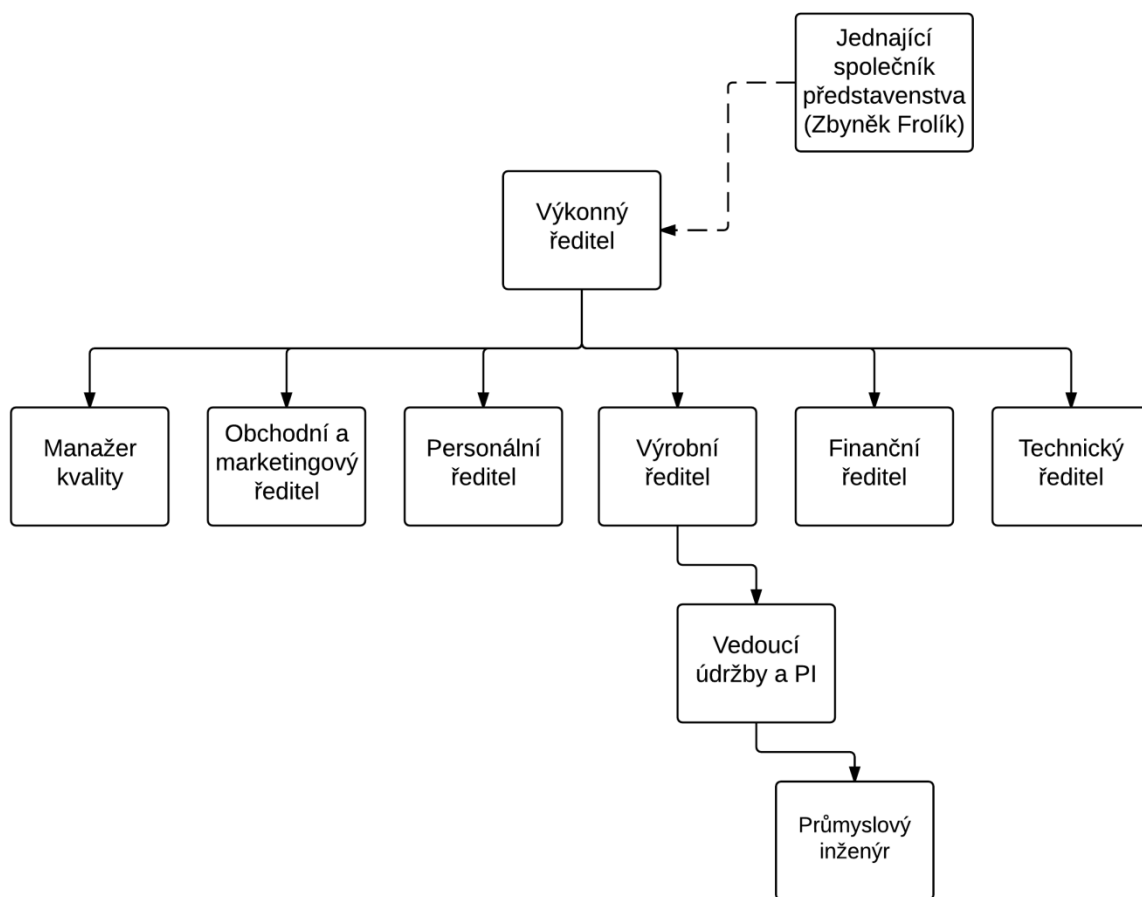 Jednající
společník
představenstva
(Zbyněk Frolík)
Výkonný
ředitel
Manažer
kvality
Obchodní a
marketingový
ředitel
Personální
ředitel
Výrobní
ředitel
Finanční
ředitel
Technický
ředitel
Vedoucí
údržby a PI
Průmyslový
inženýr